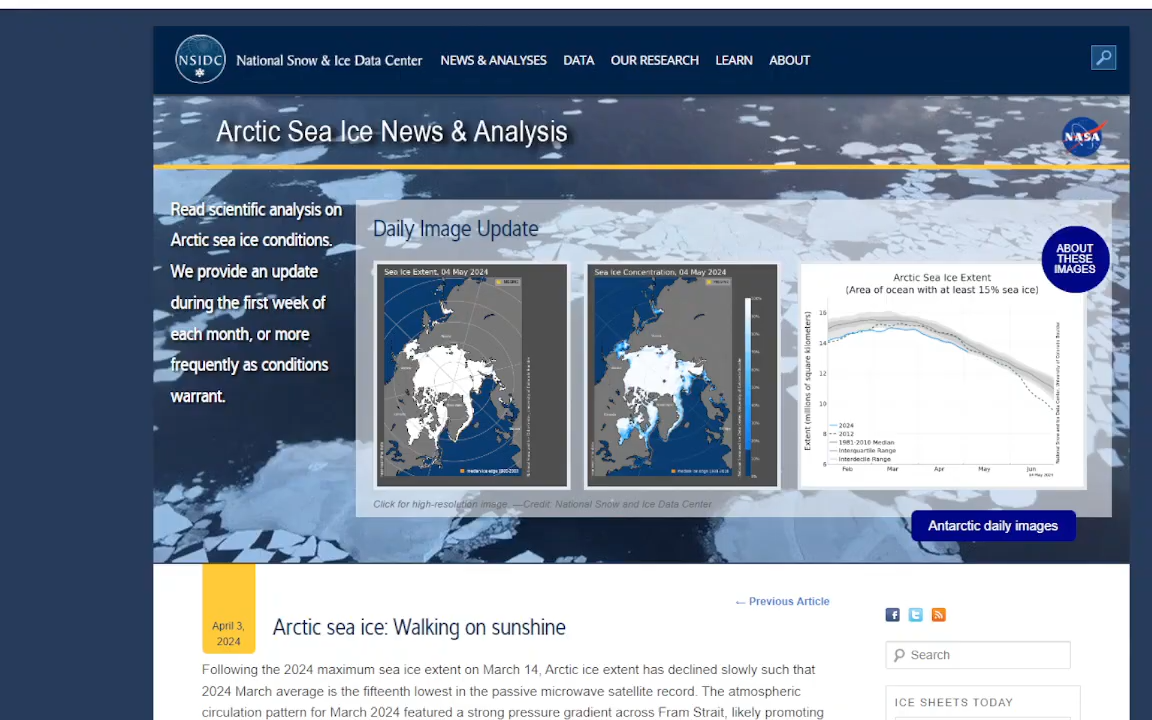 NSIDC
National Snow & Ice Data Center
NEWS & ANALYSES
DATA
OUR RESEARCH
LEARN
ABOUT
Arctic Sea Ice News & Analysis
NASA
Read scientific analysis on
Arctic sea ice conditions.
We provide an update
during the first week of
each month, or more
frequently as conditions
warrant.
Daily Image Update
ABOUT
THESE
IMAGES
Sea Ice Extent, 04 May 2024
Sea Ice Concentration, 04 May 2024
Arctic Sea Ice Extent
(Area of ocean with at least 15% sea ice)
Extent (millions of square kilometers)
16
14
12
10
8
6
2024
2012
1981-2010 Median
Interquartile Range
Interdecile Range
Feb
Mar
Apr
May
Jun
Click for high-resolution image. —Credit: National Snow and Ice Data Center
Antarctic daily images
April 3,
2024
← Previous Article
Arctic sea ice: Walking on sunshine
Following the 2024 maximum sea ice extent on March 14, Arctic ice extent has declined slowly such that
2024 March average is the fifteenth lowest in the passive microwave satellite record. The atmospheric
circulation pattern for March 2024 featured a strong pressure gradient across Fram Strait, likely promoting
Search
ICE SHEETS TODAY